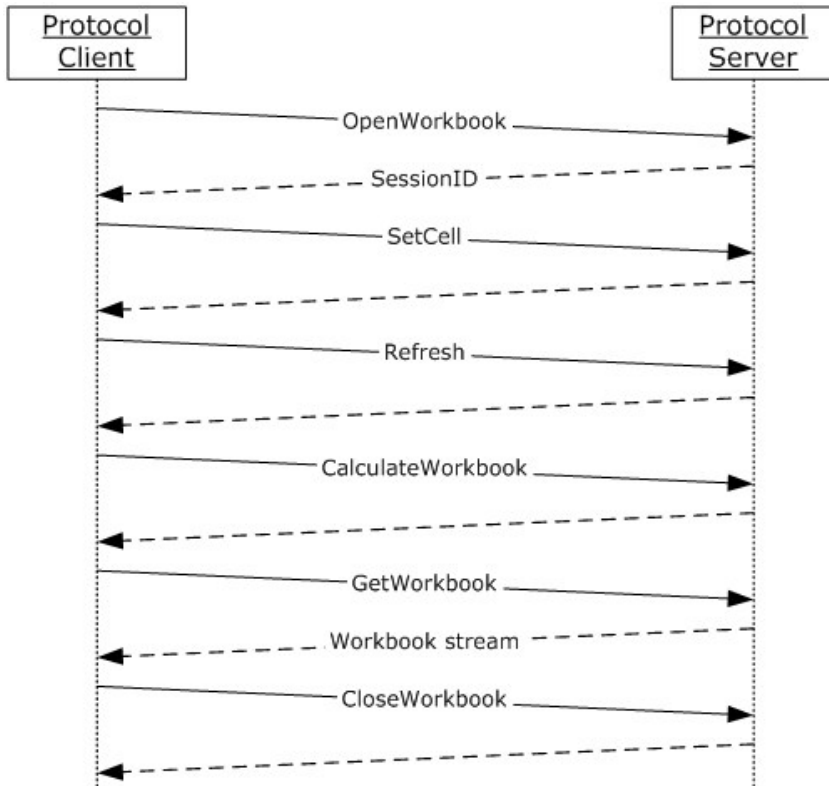 Protocol
Client
Protocol
Server
OpenWorkbook
SessionID
SetCell
Refresh
CalculateWorkbook
GetWorkbook
Workbook stream
CloseWorkbook